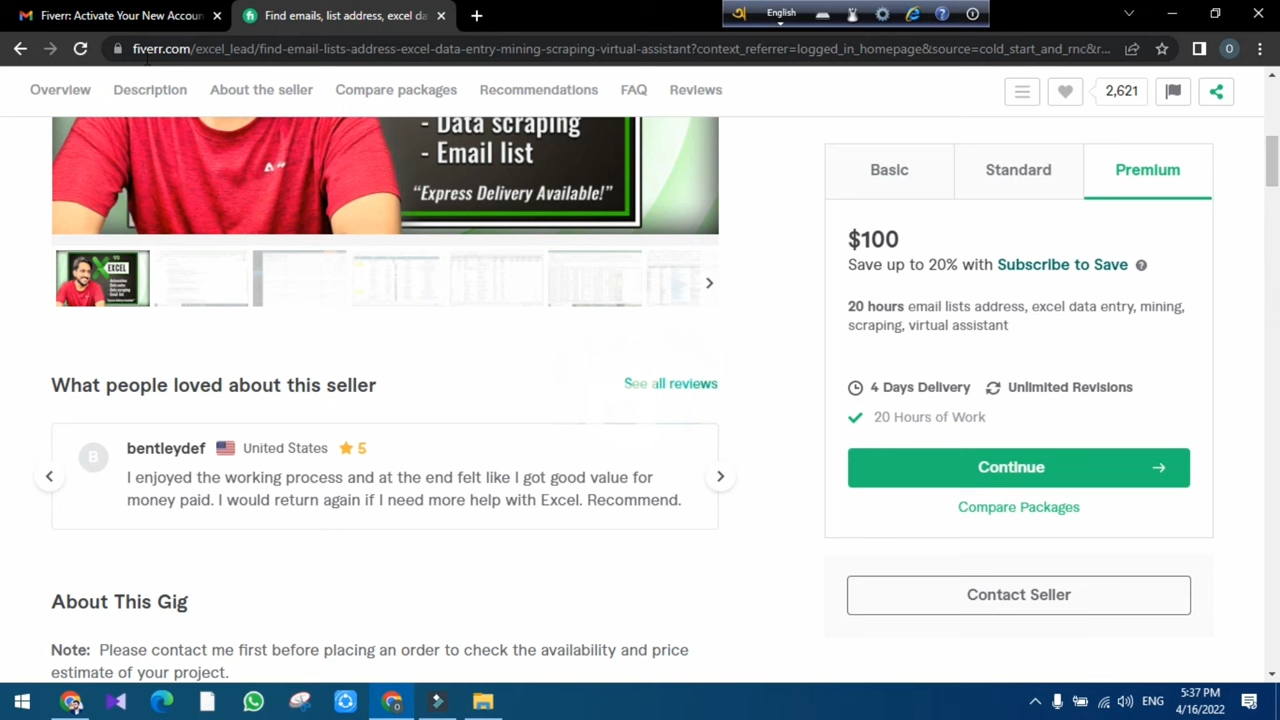 Fiverr: Activate Your New Accoun
Find emails, list address, excel da
English
fiverr.com/excel_lead/find-email-lists-address-excel-data-entry-mining-scraping-virtual-assistant?context_referrer=logged_in_homepage&source=cold_start_and_rnc&r...
O
Overview Description About the seller Compare packages Recommendations FAQ Reviews
2,621
- Data scraping
- Email list
"Express Delivery Available!"
EXCEL
What people loved about this seller
See all reviews
B
bentleydef United States 5
I enjoyed the working process and at the end felt like I got good value for
money paid. I would return again if I need more help with Excel. Recommend.
About This Gig
Note: Please contact me first before placing an order to check the availability and price
estimate of your project.
Basic Standard Premium
$100
Save up to 20% with Subscribe to Save
20 hours email lists address, excel data entry, mining,
scraping, virtual assistant
4 Days Delivery Unlimited Revisions
20 Hours of Work
Continue
Compare Packages
Contact Seller
ENG
5:37 PM
4/16/2022